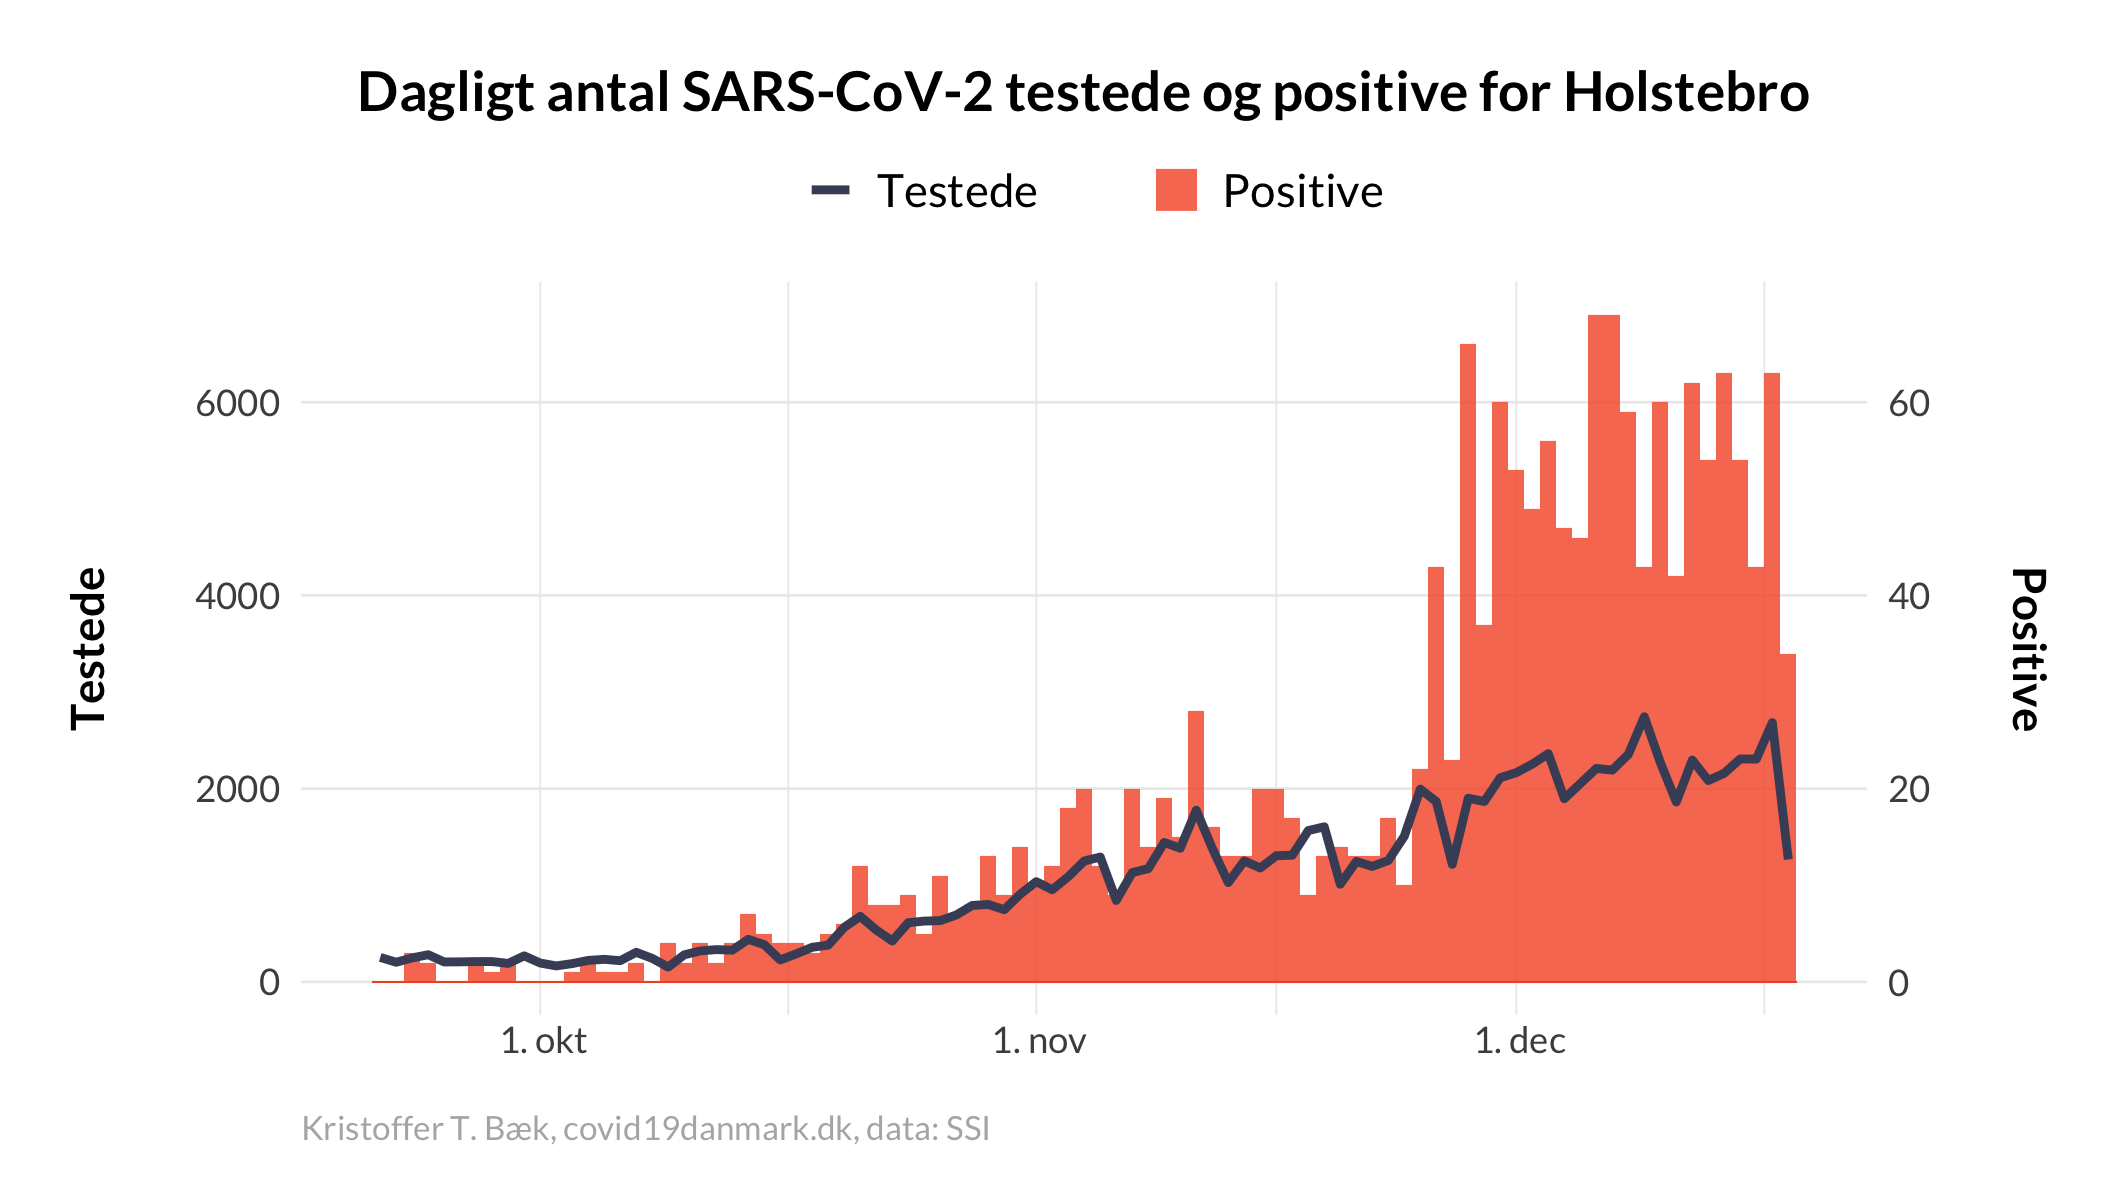 Dagligt antal SARS-CoV-2 testede og positive for Holstebro
Testede
Positive
6000
4000
2000
0
60
40
20
0
Testede
Positive
1. okt
1. nov
1. dec
Kristoffer T. Bæk, covid19danmark.dk, data: SSI